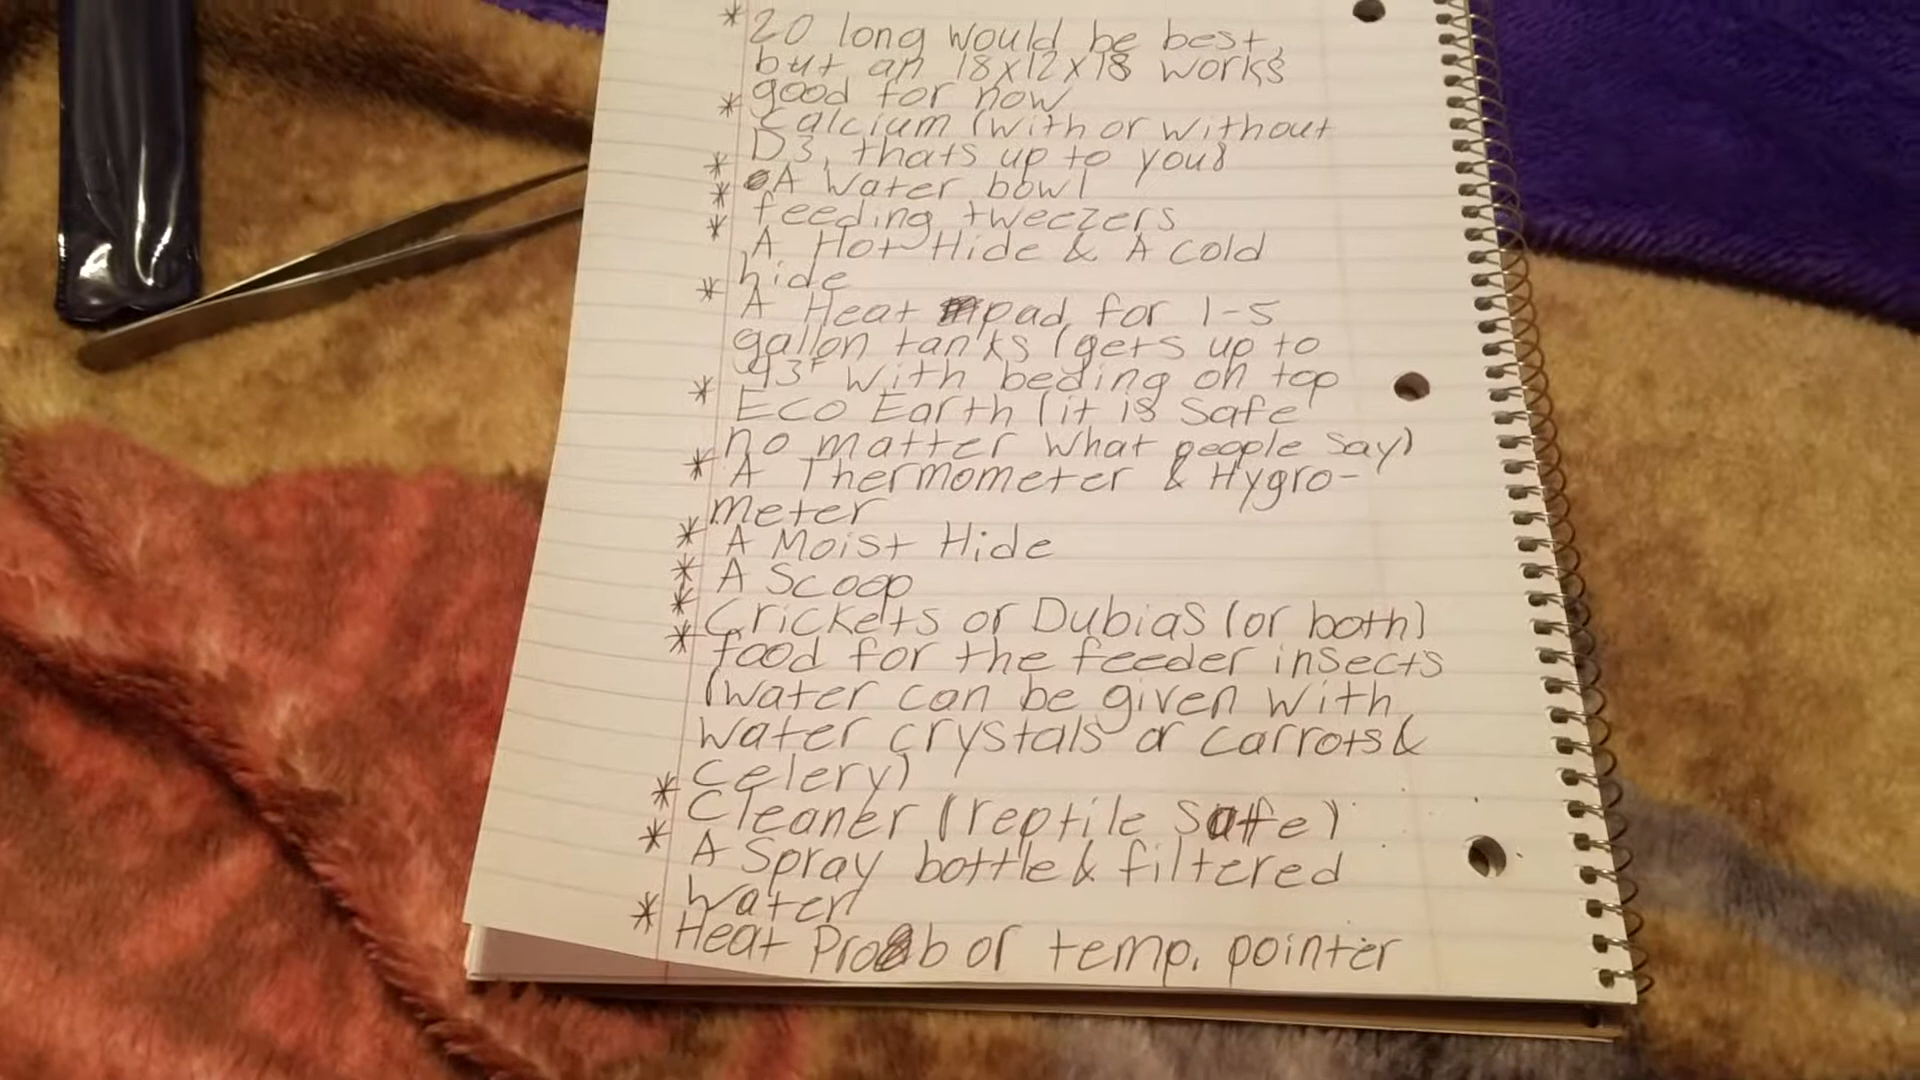 * 20 long would be best,
but an 18x12x18 works
good for now
* Calcium (with or without
D3, thats up to you)
* A Water bowl
* feeding tweezers
* A Hot Hide & A cold
hide
* A Heat pad, for 1-5
gallon tanks (gets up to
93F with beding on top
* Eco Earth (it is safe
no matter what people say)
* A Thermometer & Hygro-
meter
* A Moist Hide
* A Scoop
* Crickets or Dubias (or both)
* food for the feeder insects
(water can be given with
water crystals or carrots &
celery)
* Cleaner (reptile safe)
* A Spray bottle & filtered
water
* Heat Prob or temp. pointer